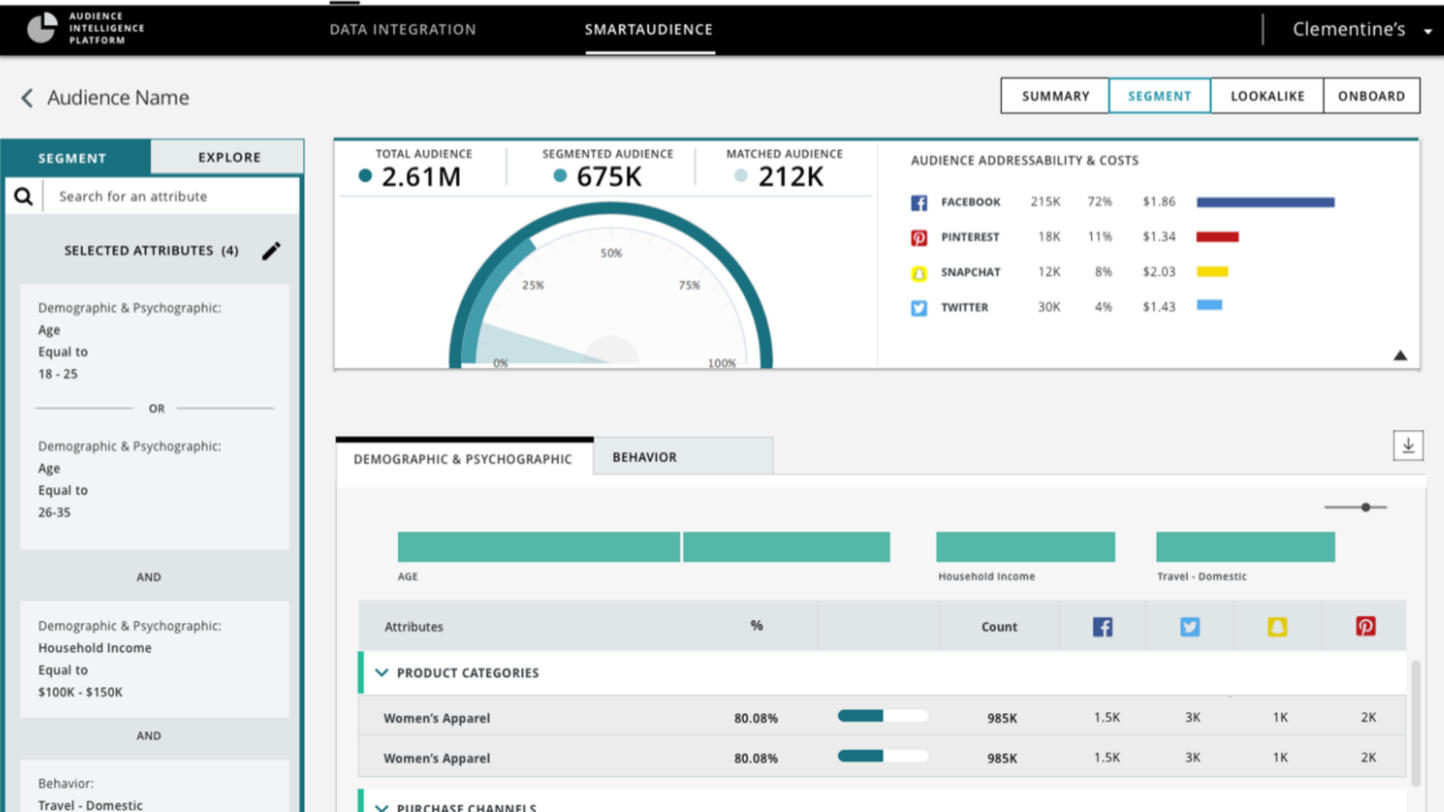 AUDIENCE
INTELLIGENCE
PLATFORM
DATA INTEGRATION
SMARTAUDIENCE
Clementine's
Audience Name
SUMMARY
SEGMENT
LOOKALIKE
ONBOARD
SEGMENT
EXPLORE
Search for an attribute
SELECTED ATTRIBUTES (4)
Demographic & Psychographic:
Age
Equal to
18 - 25
OR
Demographic & Psychographic:
Age
Equal to
26-35
AND
Demographic & Psychographic:
Household Income
Equal to
$100K - $150K
AND
Behavior:
Travel - Domestic
TOTAL AUDIENCE
2.61M
SEGMENTED AUDIENCE
675K
MATCHED AUDIENCE
212K
0%
25%
50%
75%
100%
AUDIENCE ADDRESSABILITY & COSTS
FACEBOOK 215K 72% $1.86
PINTEREST 18K 11% $1.34
SNAPCHAT 12K 8% $2.03
TWITTER 30K 4% $1.43
DEMOGRAPHIC & PSYCHOGRAPHIC
BEHAVIOR
AGE
Household Income
Travel - Domestic
Attributes % Count
PRODUCT CATEGORIES
Women's Apparel 80.08% 985K 1.5K 3K 1K 2K
Women's Apparel 80.08% 985K 1.5K 3K 1K 2K
PURCHASE CHANNELS